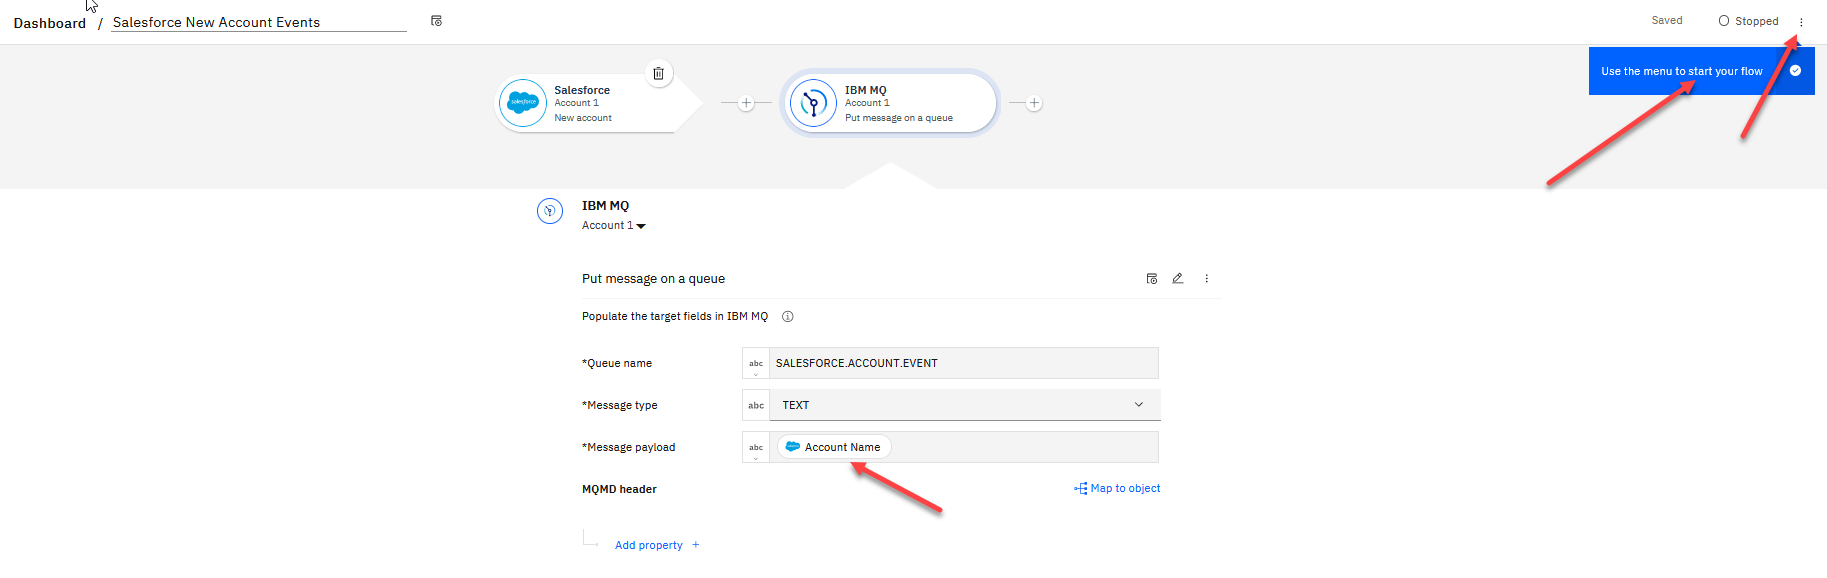 Dashboard / Salesforce New Account Events
Saved
Stopped
Use the menu to start your flow
salesforce
Salesforce
Account 1
New account
IBM MQ
Account 1
Put message on a queue
IBM MQ
Account 1
Put message on a queue
Populate the target fields in IBM MQ
*Queue name
abc
SALESFORCE.ACCOUNT.EVENT
*Message type
abc
TEXT
*Message payload
abc
Account Name
MQMD header
Map to object
Add property +